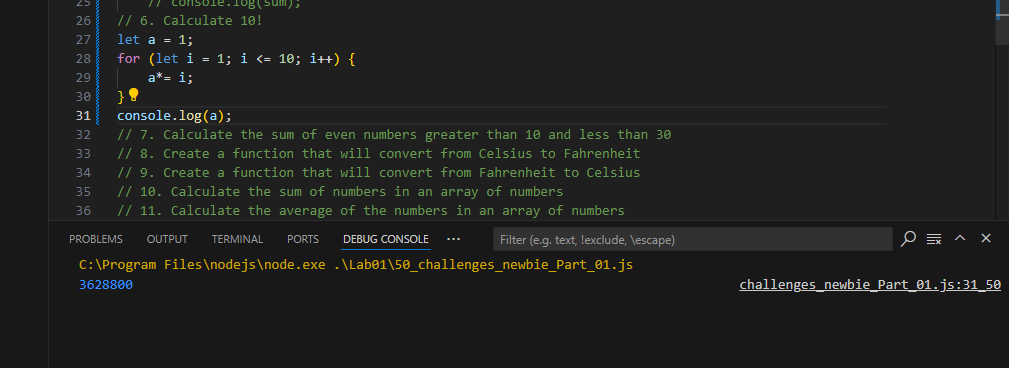 25 // console.log(sum);
26 // 6. Calculate 10!
27 let a = 1;
28 for (let i = 1; i <= 10; i++) {
29 a*= i;
30 }
31 console.log(a);
32 // 7. Calculate the sum of even numbers greater than 10 and less than 30
33 // 8. Create a function that will convert from Celsius to Fahrenheit
34 // 9. Create a function that will convert from Fahrenheit to Celsius
35 // 10. Calculate the sum of numbers in an array of numbers
36 // 11. Calculate the average of the numbers in an array of numbers
PROBLEMS OUTPUT TERMINAL PORTS DEBUG CONSOLE ··· Filter (e.g. text, !exclude, \escape)
C:\Program Files\nodejs\node.exe .\Lab01\50_challenges_newbie_Part_01.js
3628800 challenges_newbie_Part_01.js:31_50